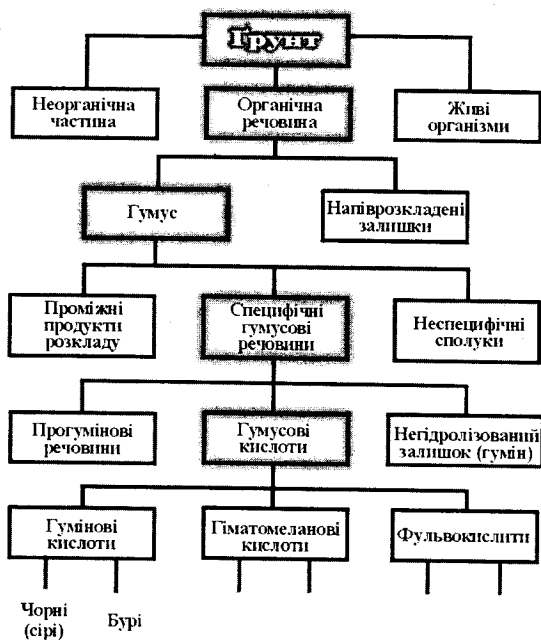 Ґрунт
Неорганічна
частина
Органічна
речовина
Живі
організми
Гумус
Напіврозкладені
залишки
Проміжні
продукти
розкладу
Специфічні
гумусові
речовини
Неспецифічні
сполуки
Прогумінові
речовини
Гумусові
кислоти
Негідролізований
залишок (гумін)
Гумінові
кислоти
Гіматомеланові
кислоти
Фульвокислити
Чорні
(сірі)
Бурі